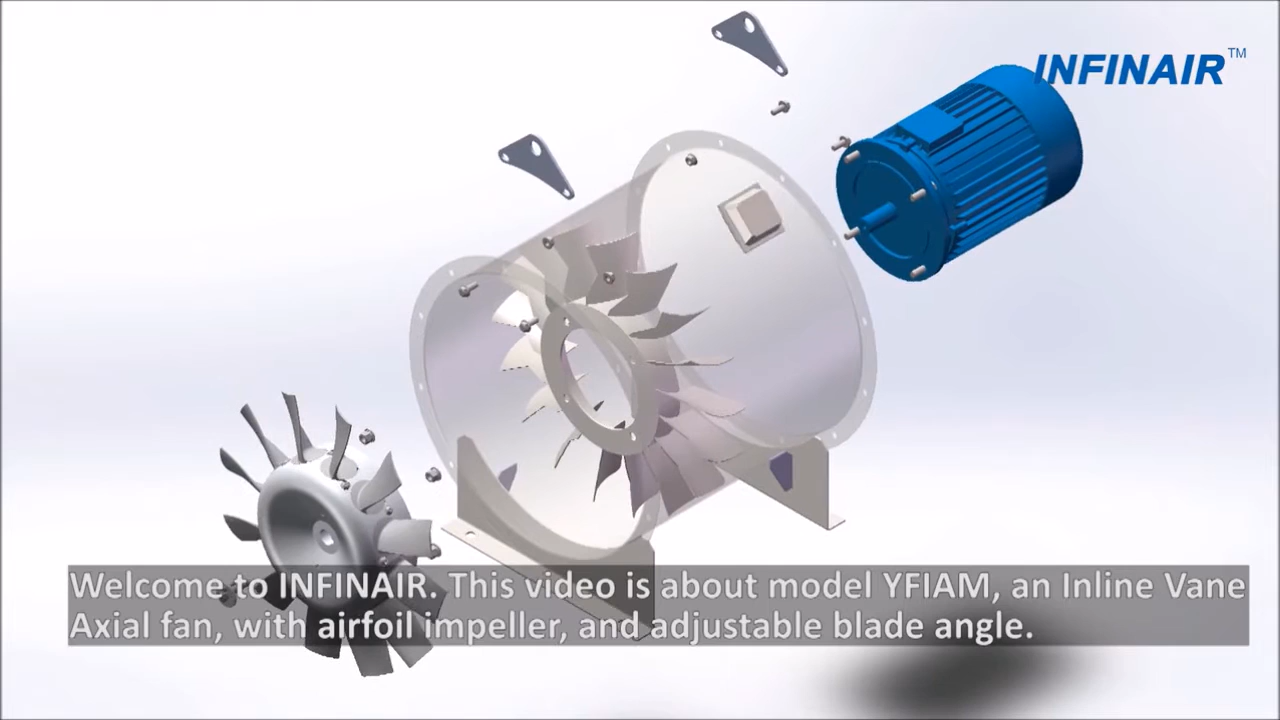 INFINAIR™
Welcome to INFINAIR. This video is about model YFIAM, an Inline Vane
Axial fan, with airfoil impeller, and adjustable blade angle.